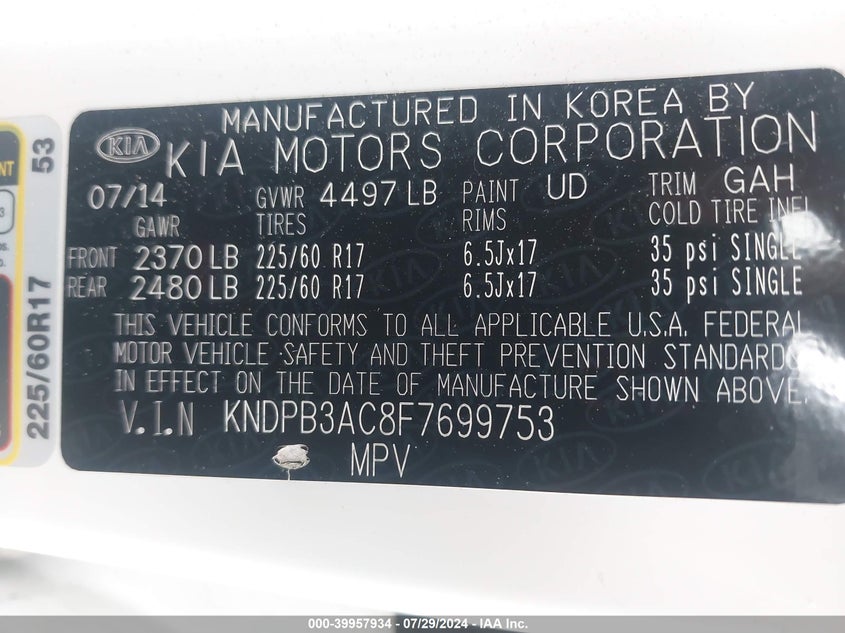 MANUFACTURED IN KOREA BY
KIA KIA MOTORS CORPORATION
07/14 GVWR 4497 LB PAINT UD TRIM GAH
GAWR TIRES RIMS COLD TIRE INFL
FRONT 2370 LB 225/60 R17 6.5Jx17 35 psi SINGLE
REAR 2480 LB 225/60 R17 6.5Jx17 35 psi SINGLE
THIS VEHICLE CONFORMS TO ALL APPLICABLE U.S.A. FEDERAL
MOTOR VEHICLE SAFETY AND THEFT PREVENTION STANDARDS
IN EFFECT ON THE DATE OF MANUFACTURE SHOWN ABOVE.
V.I.N KNDPB3AC8F7699753
MPV
225/60R17 53
000-39957934 - 07/29/2024 - IAA Inc.